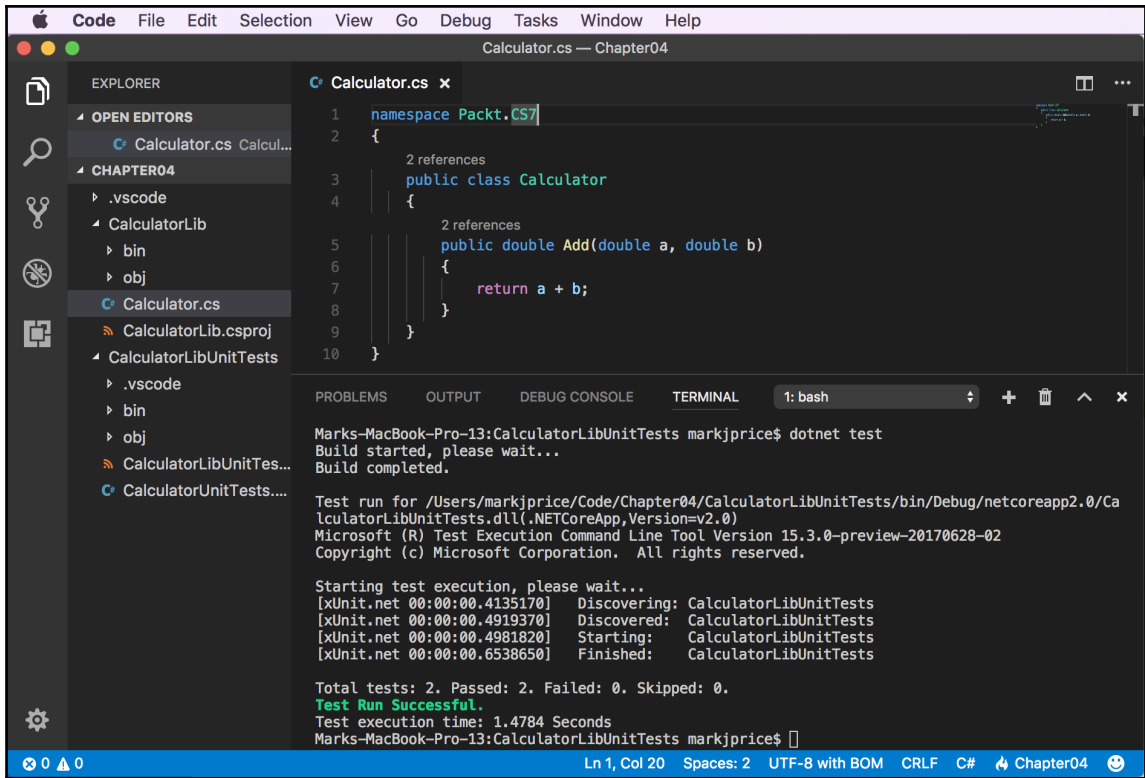 Code File Edit Selection View Go Debug Tasks Window Help
Calculator.cs — Chapter04
EXPLORER
OPEN EDITORS
C# Calculator.cs Calcul...
CHAPTER04
.vscode
CalculatorLib
bin
obj
C# Calculator.cs
CalculatorLib.csproj
CalculatorLibUnitTests
.vscode
bin
obj
CalculatorLibUnitTes...
C# CalculatorUnitTests....
C# Calculator.cs ×
1 namespace Packt.CS7
2 {
2 references
3 public class Calculator
4 {
2 references
5 public double Add(double a, double b)
6 {
7 return a + b;
8 }
9 }
10 }
PROBLEMS OUTPUT DEBUG CONSOLE TERMINAL 1: bash
Marks-MacBook-Pro-13:CalculatorLibUnitTests markjprice$ dotnet test
Build started, please wait...
Build completed.
Test run for /Users/markjprice/Code/Chapter04/CalculatorLibUnitTests/bin/Debug/netcoreapp2.0/Ca
lculatorLibUnitTests.dll(.NETCoreApp,Version=v2.0)
Microsoft (R) Test Execution Command Line Tool Version 15.3.0-preview-20170628-02
Copyright (c) Microsoft Corporation.  All rights reserved.
Starting test execution, please wait...
[xUnit.net 00:00:00.4135170]   Discovering: CalculatorLibUnitTests
[xUnit.net 00:00:00.4919370]   Discovered:  CalculatorLibUnitTests
[xUnit.net 00:00:00.4981820]   Starting:    CalculatorLibUnitTests
[xUnit.net 00:00:00.6538650]   Finished:    CalculatorLibUnitTests
Total tests: 2. Passed: 2. Failed: 0. Skipped: 0.
Test Run Successful.
Test execution time: 1.4784 Seconds
Marks-MacBook-Pro-13:CalculatorLibUnitTests markjprice$
0 0 Ln 1, Col 20 Spaces: 2 UTF-8 with BOM CRLF C# Chapter04